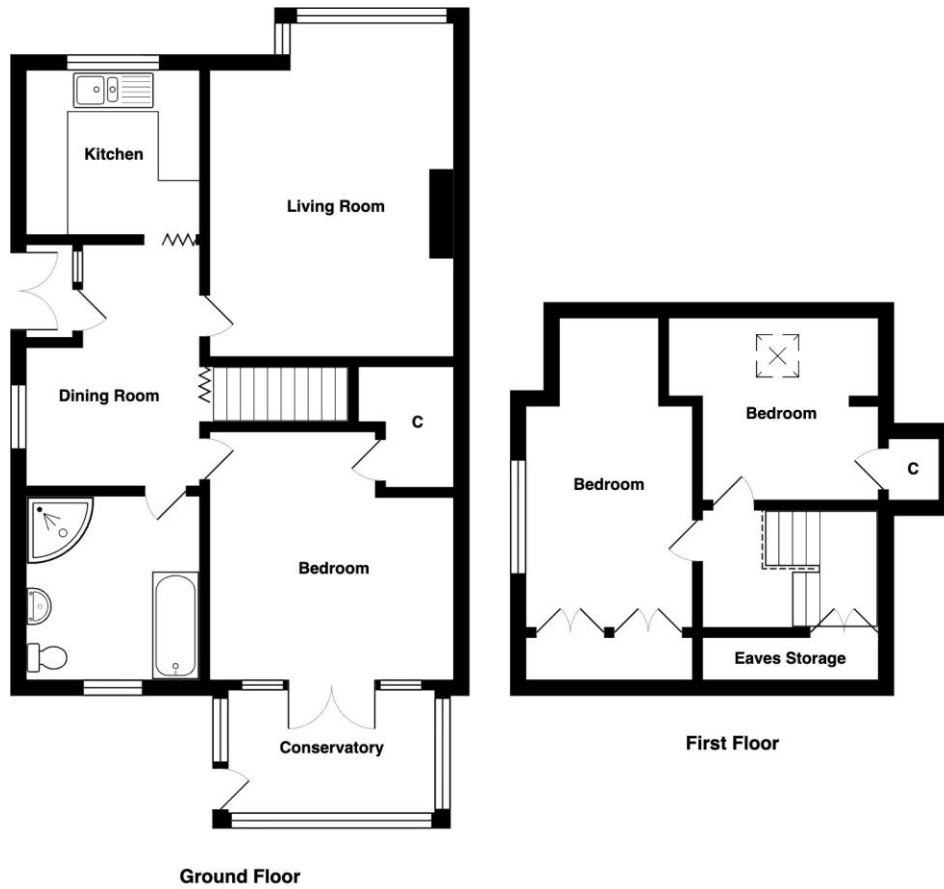 Kitchen
Living Room
Dining Room
C
Bedroom
Conservatory
Ground Floor
Bedroom
Bedroom
C
Eaves Storage
First Floor